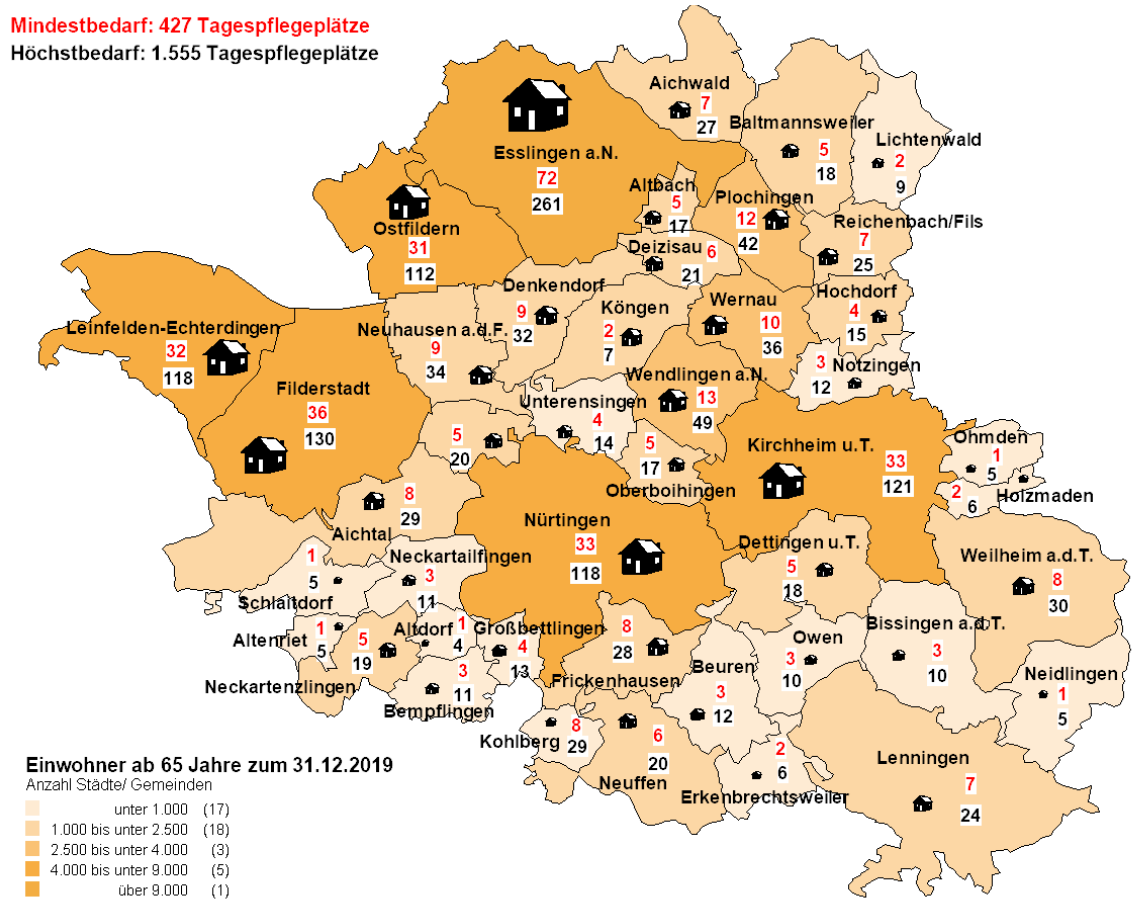 Mindestbedarf: 427 Tagespflegeplätze
Höchstbedarf: 1.555 Tagespflegeplätze
Aichwald
7
27
Baltmannsweiler
5
18
Lichtenwald
2
9
Esslingen a.N.
72
261
Altbach
5
17
Plochingen
12
42
Reichenbach/Fils
7
25
Ostfildern
31
112
Deizisau
6
21
Denkendorf
9
32
Köngen
2
7
Wernau
10
36
Hochdorf
4
15
Leinfelden-Echterdingen
32
118
Neuhausen a.d.F.
9
34
Notzingen
3
12
Filderstadt
36
130
Unterensingen
4
14
Wendlingen a.N.
13
49
5
20
Oberboihingen
5
17
Kirchheim u.T.
33
121
Ohmden
1
5
Holzmaden
2
6
Aichtal
8
29
Nürtingen
33
118
Dettingen u.T.
5
18
Weilheim a.d.T.
8
30
Schlaitdorf
1
5
Neckartailfingen
3
11
Altenriet
1
5
Neckartenzlingen
5
19
Altdorf
1
4
Großbettlingen
4
13
Bempflingen
3
11
Frickenhausen
8
28
Beuren
3
12
Owen
3
10
Bissingen a.d.T.
3
10
Neidlingen
1
5
Kohlberg
8
29
Neuffen
6
20
Erkenbrechtsweiler
2
6
Lenningen
7
24
Einwohner ab 65 Jahre zum 31.12.2019
Anzahl Städte/ Gemeinden
unter 1.000 (17)
1.000 bis unter 2.500 (18)
2.500 bis unter 4.000 (3)
4.000 bis unter 9.000 (5)
über 9.000 (1)